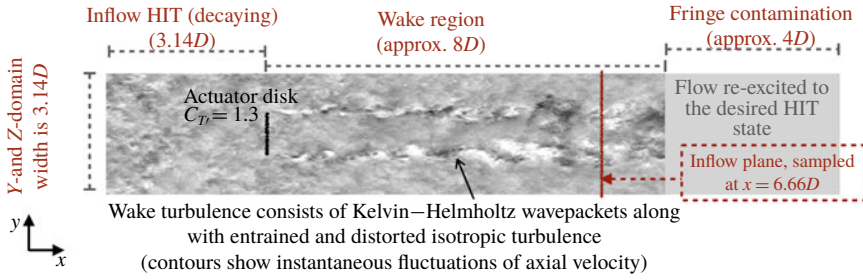 Inflow HIT (decaying)
(3.14D)
Wake region
(approx. 8D)
Fringe contamination
(approx. 4D)
Y-and Z-domain
width is 3.14D
Actuator disk
C_T′ = 1.3
Flow re-excited to
the desired HIT
state
Inflow plane, sampled
at x = 6.66D
y
x
Wake turbulence consists of Kelvin−Helmholtz wavepackets along
with entrained and distorted isotropic turbulence
(contours show instantaneous fluctuations of axial velocity)